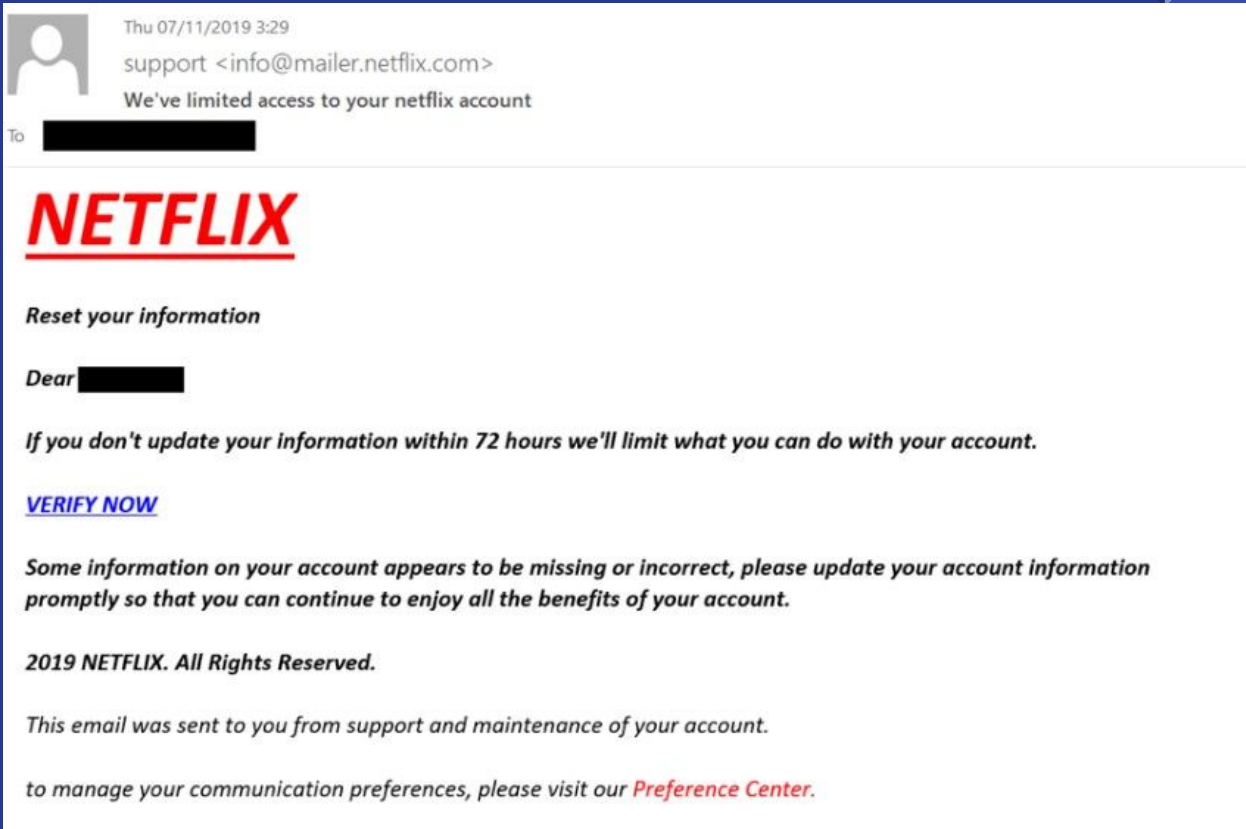 Thu 07/11/2019 3:29
support <info@mailer.netflix.com>
We've limited access to your netflix account
To
NETFLIX
Reset your information
Dear
If you don't update your information within 72 hours we'll limit what you can do with your account.
VERIFY NOW
Some information on your account appears to be missing or incorrect, please update your account information
promptly so that you can continue to enjoy all the benefits of your account.
2019 NETFLIX. All Rights Reserved.
This email was sent to you from support and maintenance of your account.
to manage your communication preferences, please visit our Preference Center.